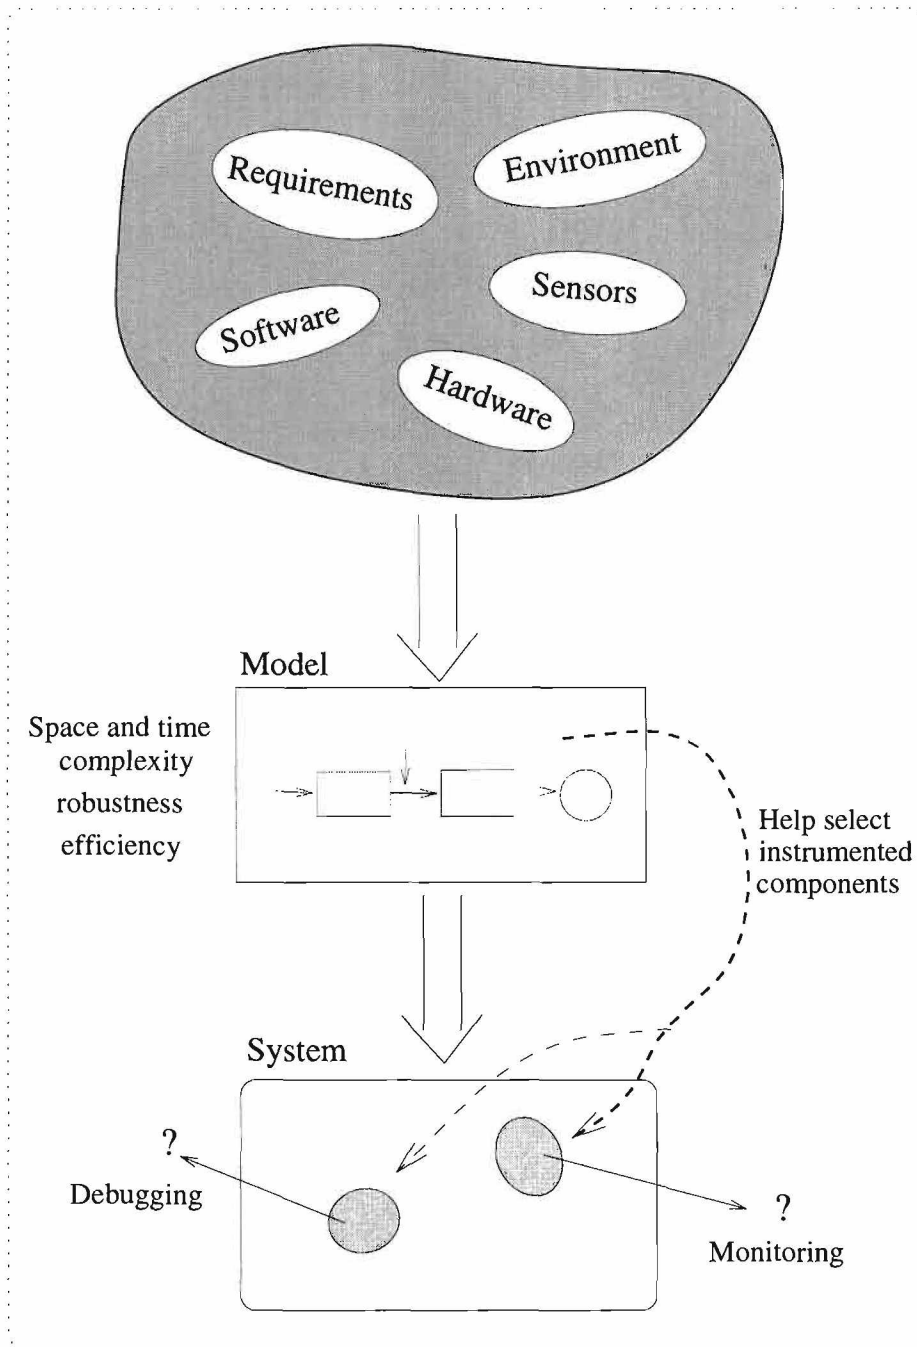 Requirements
Environment
Software
Sensors
Hardware
Model
Space and time
complexity
robustness
efficiency
Help select
instrumented
components
System
?
Debugging
?
Monitoring